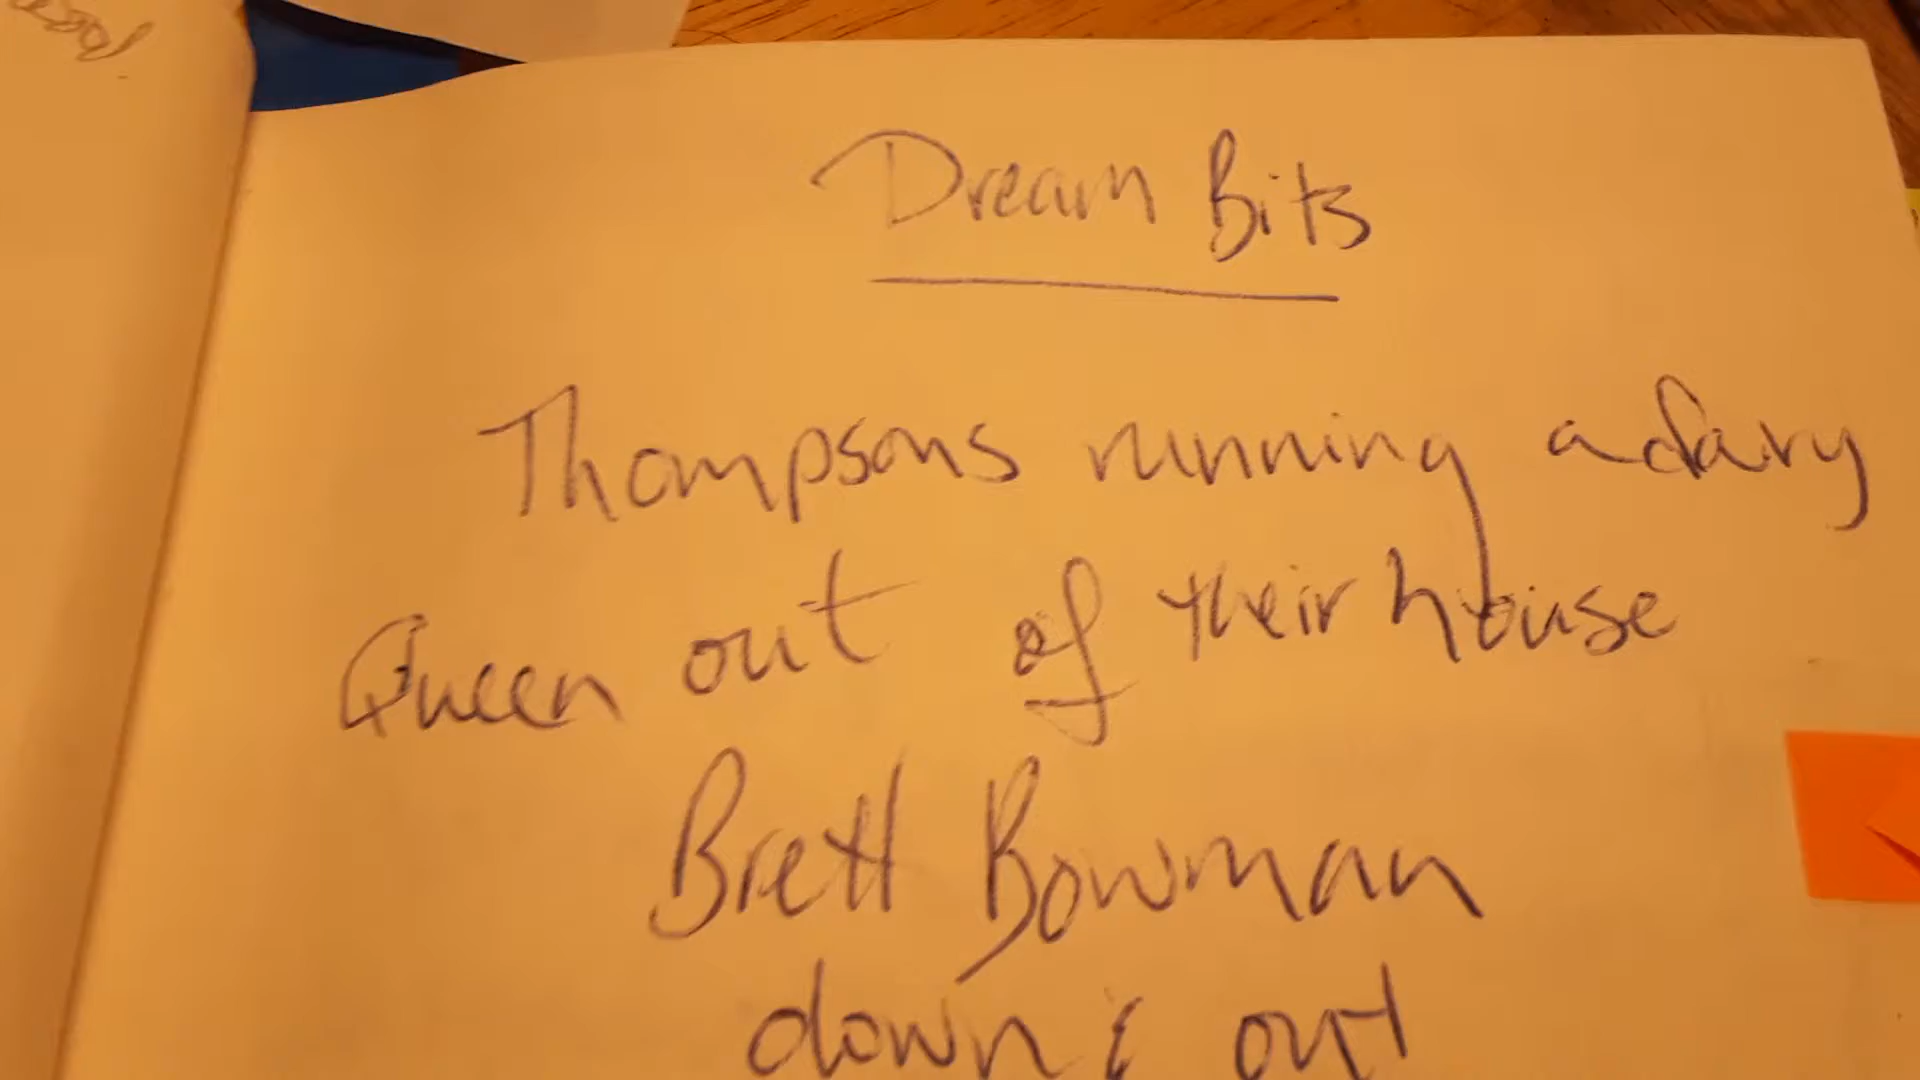 Dream Bits
Thompsons running a dairy
Queen out of their house
Brett Bowman
down & out